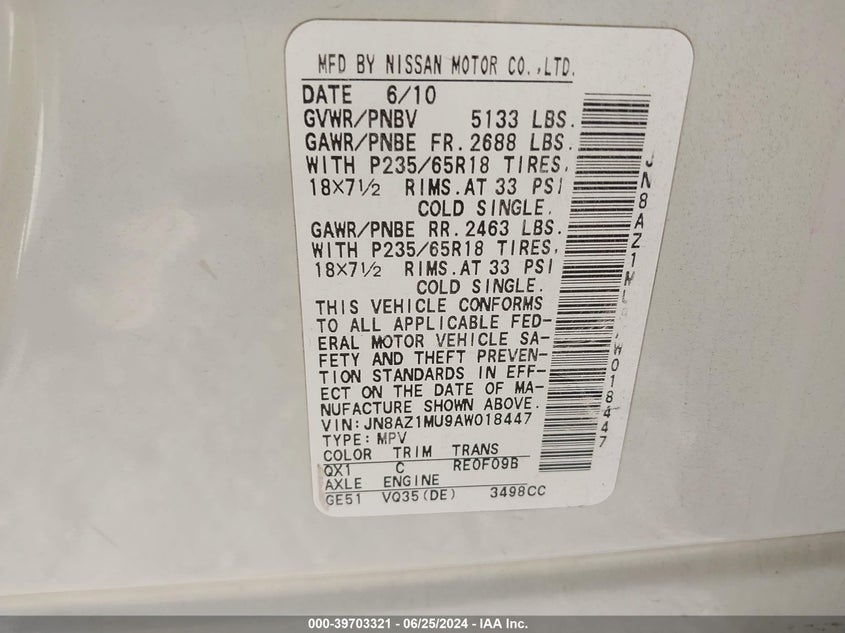 MFD BY NISSAN MOTOR CO.,LTD.
DATE 6/10
GVWR/PNBV 5133 LBS.
GAWR/PNBE FR.2688 LBS.
WITH P235/65R18 TIRES,
18×7½ RIMS.AT 33 PSI
COLD SINGLE.
GAWR/PNBE RR.2463 LBS.
WITH P235/65R18 TIRES,
18×7½ RIMS.AT 33 PSI
COLD SINGLE.
THIS VEHICLE CONFORMS
TO ALL APPLICABLE FED-
ERAL MOTOR VEHICLE SA-
FETY AND THEFT PREVEN-
TION STANDARDS IN EFF-
ECT ON THE DATE OF MA-
NUFACTURE SHOWN ABOVE.
VIN:JN8AZ1MU9AW018447
TYPE:MPV
COLOR TRIM TRANS
QX1 C RE0F09B
AXLE ENGINE
GE51 VQ35(DE) 3498CC
000-39703321 - 06/25/2024 - IAA Inc.